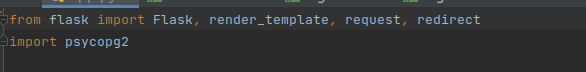 from flask import Flask, render_template, request, redirect
import psycopg2